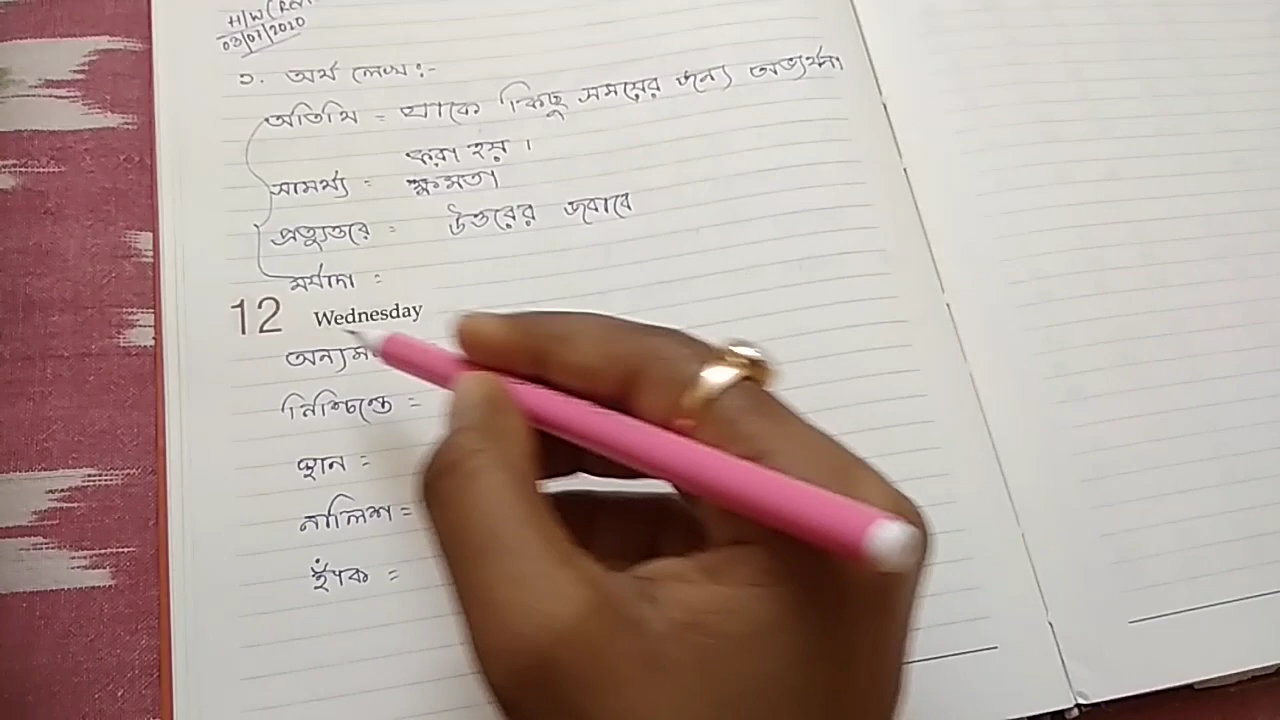 H/W
03/07/2020
১. অর্থ লেখ:-
অতিথি = যাকে কিছু সময়ের জন্য অভ্যর্থনা
করা হয় ।
সামর্থ্য = ক্ষমতা
প্রত্যুত্তরে = উত্তরের জবাবে
মর্যাদা =
12 Wednesday
নিশ্চিন্তে =
স্থান =
নালিশ =